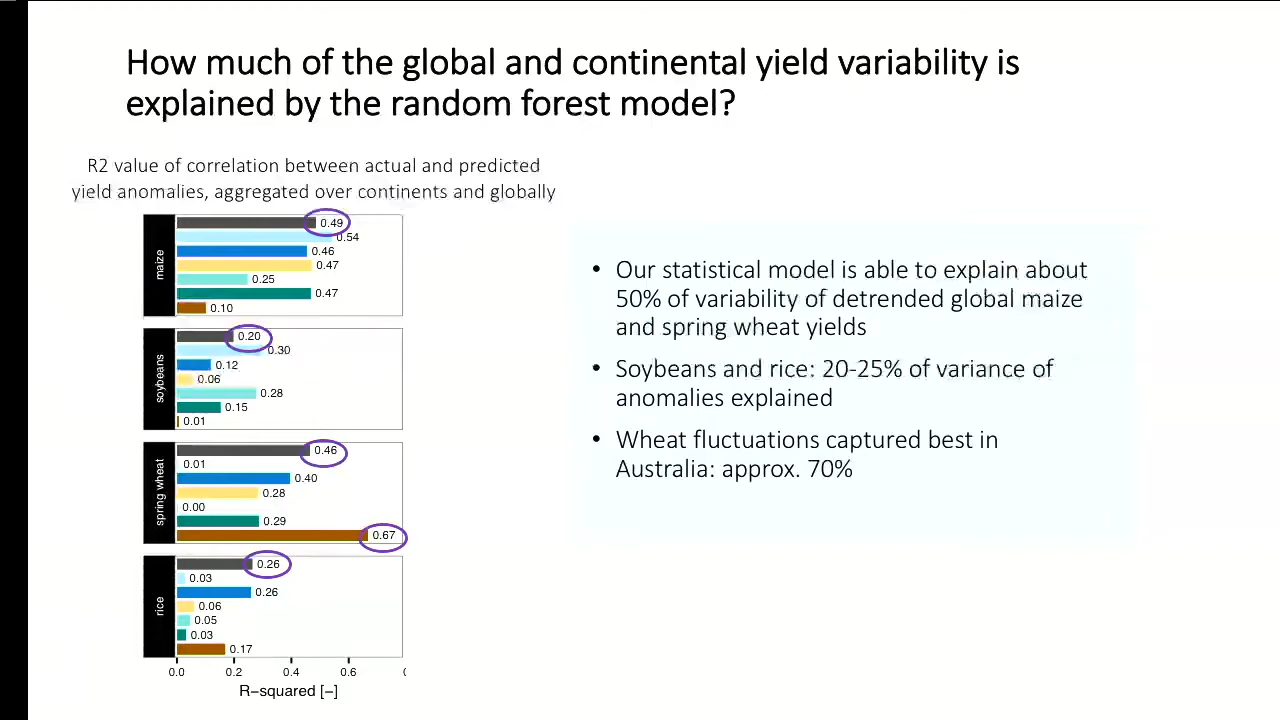 How much of the global and continental yield variability is
explained by the random forest model?
R2 value of correlation between actual and predicted
yield anomalies, aggregated over continents and globally
maize
0.49
0.54
0.46
0.47
0.25
0.47
0.10
soybeans
0.20
0.30
0.12
0.06
0.28
0.15
0.01
spring wheat
0.46
0.01
0.40
0.28
0.00
0.29
0.67
rice
0.26
0.03
0.26
0.06
0.05
0.03
0.17
0.0 0.2 0.4 0.6
R−squared [−]
• Our statistical model is able to explain about
50% of variability of detrended global maize
and spring wheat yields
• Soybeans and rice: 20-25% of variance of
anomalies explained
• Wheat fluctuations captured best in
Australia: approx. 70%